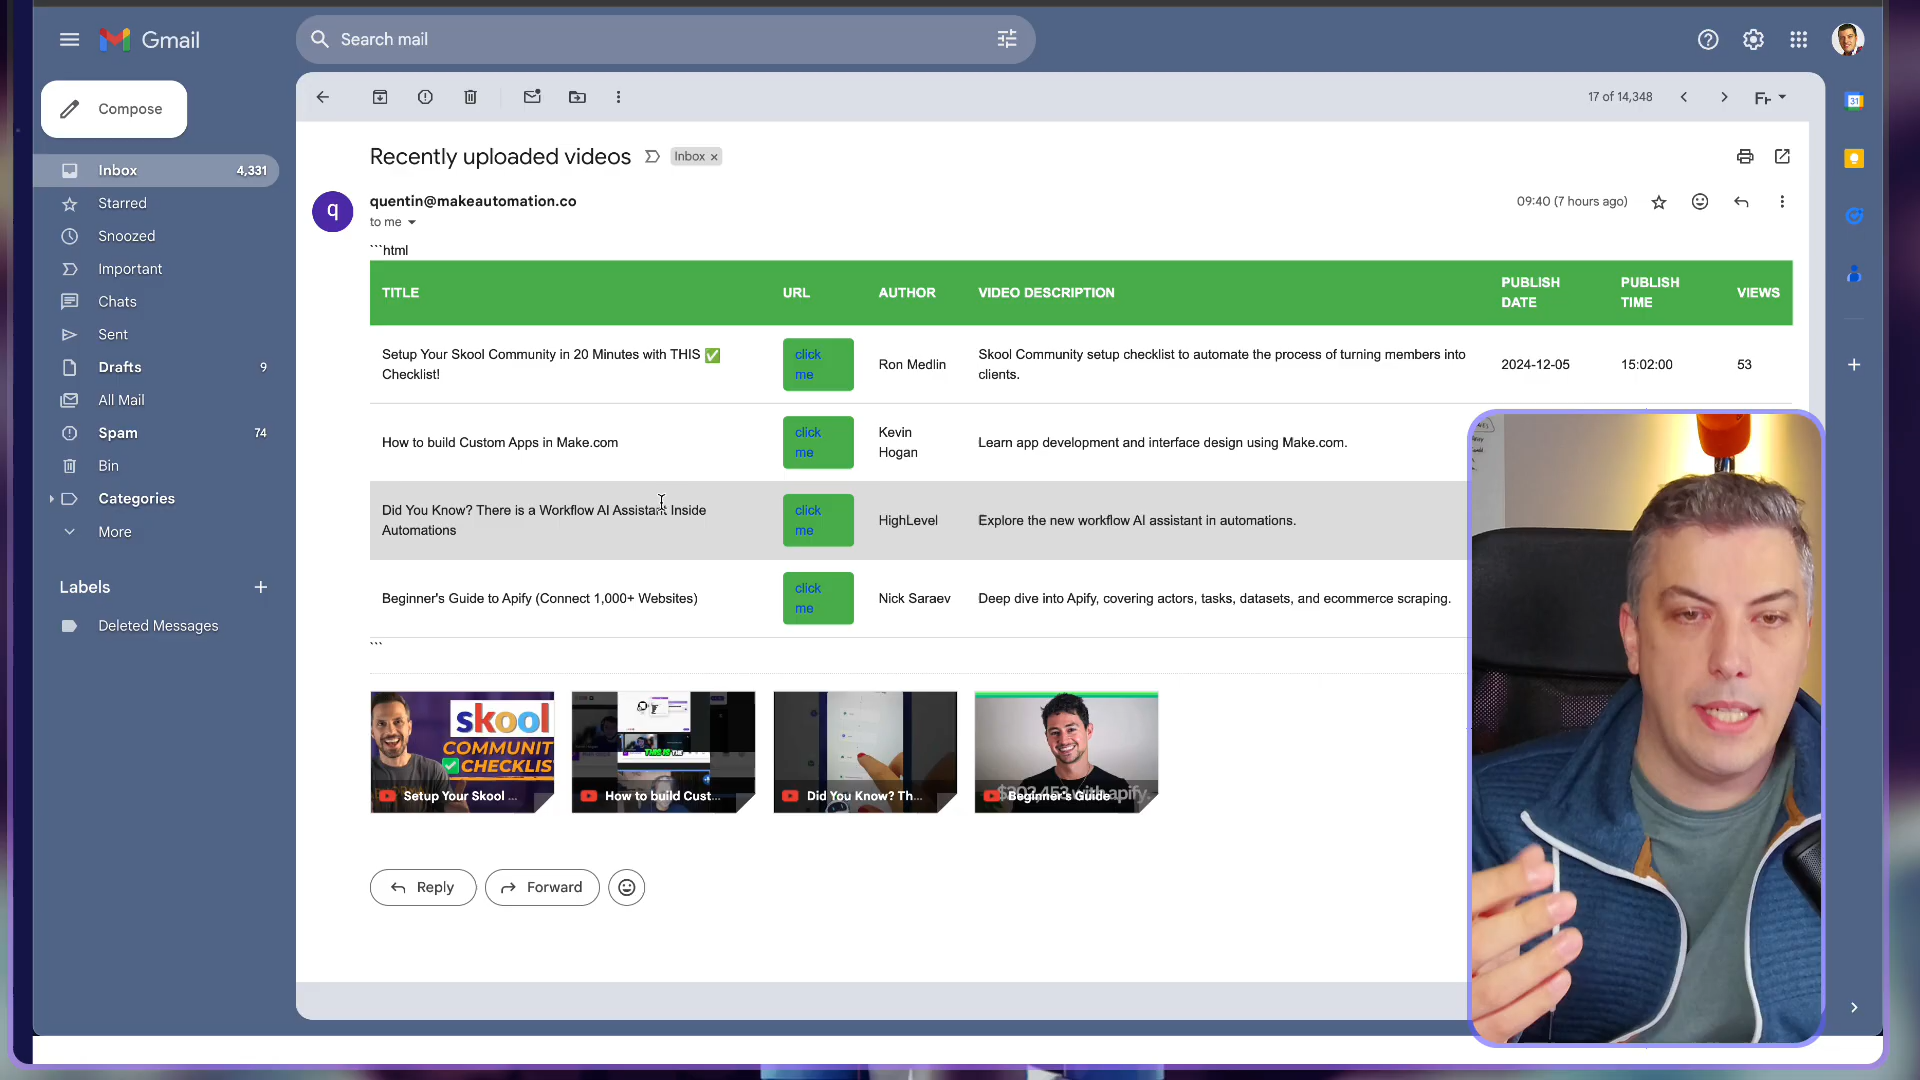 Gmail
Search mail
Compose
17 of 14,348
Inbox 4,331
Starred
Snoozed
Important
Chats
Sent
Drafts 9
All Mail
Spam 74
Bin
Categories
More
Labels
Deleted Messages
Recently uploaded videos
Inbox ×
q
quentin@makeautomation.co
09:40 (7 hours ago)
to me
```html
TITLE URL AUTHOR VIDEO DESCRIPTION PUBLISH DATE PUBLISH TIME VIEWS
Setup Your Skool Community in 20 Minutes with THIS ✅
Checklist!
click
me
Ron Medlin
Skool Community setup checklist to automate the process of turning members into
clients.
2024-12-05
15:02:00
53
How to build Custom Apps in Make.com
click
me
Kevin
Hogan
Learn app development and interface design using Make.com.
Did You Know? There is a Workflow AI Assistant Inside
Automations
click
me
HighLevel
Explore the new workflow AI assistant in automations.
Beginner's Guide to Apify (Connect 1,000+ Websites)
click
me
Nick Saraev
Deep dive into Apify, covering actors, tasks, datasets, and ecommerce scraping.
```
skool
COMMUNIT
CHECKLIS
Setup Your Skool ...
THIS IS THE
How to build Cust...
Did You Know? Th...
with apify
Beginner's Guide
Reply
Forward
31